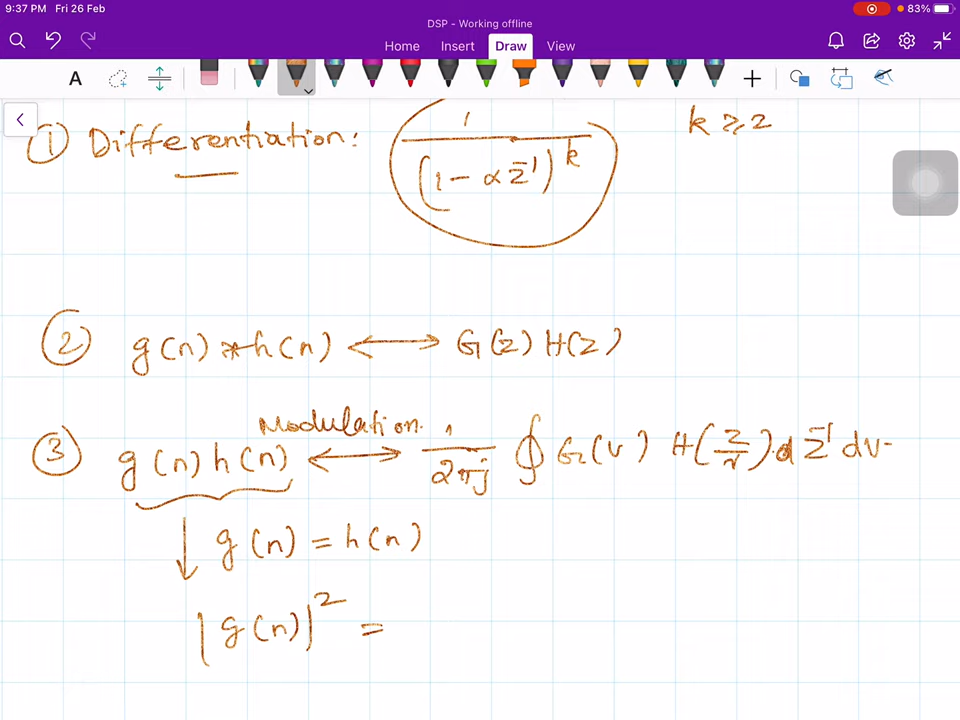 9:37 PM Fri 26 Feb
83%
DSP - Working offline
Home Insert Draw View
A
① Differentiation: 1 / (1 - αz⁻¹)ᵏ k ≥ 2
② g(n) * h(n) ⟷ G(z) H(z)
Modulation.
③ g(n) h(n) ⟷ 1/2πj ∮ G(v) H(z/v) z⁻¹ dv
↓ g(n) = h(n)
|g(n)|² =